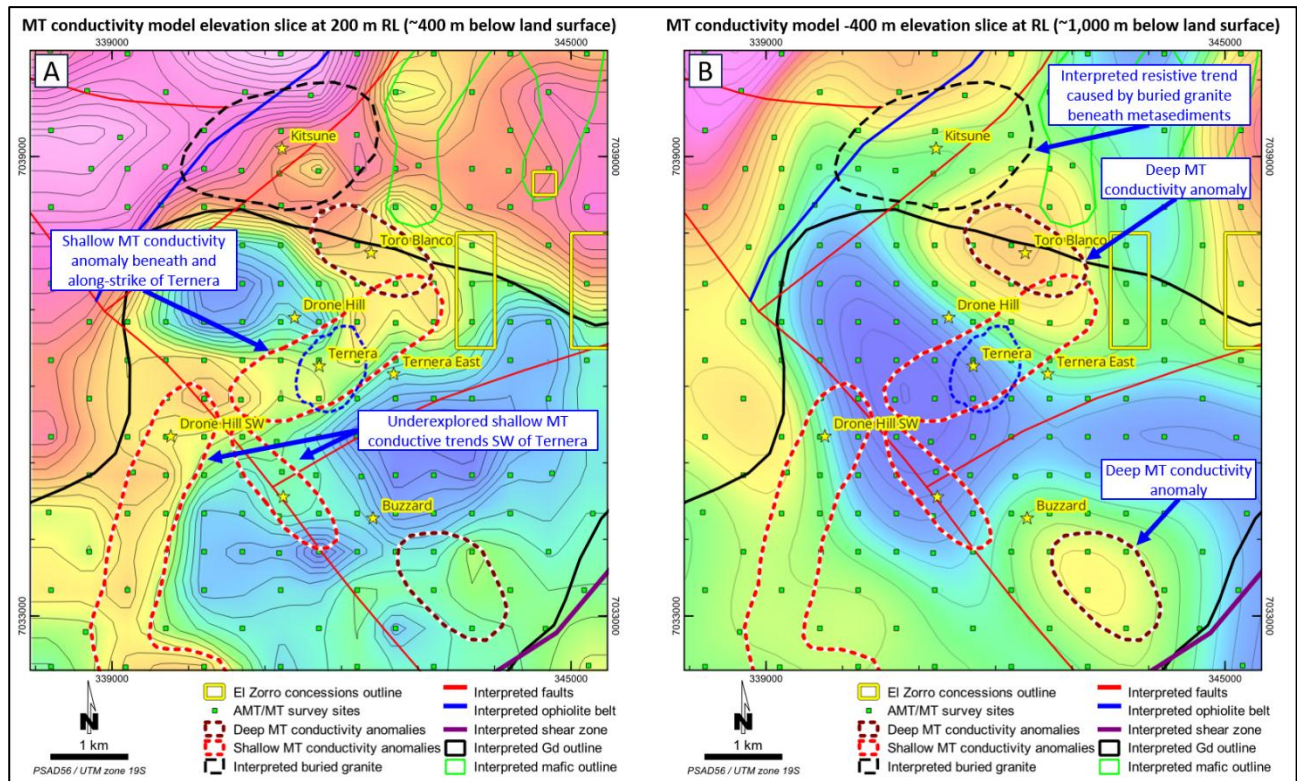 MT conductivity model elevation slice at 200 m RL (~400 m below land surface)
339000
345000
A
7039000
Kitsune
Shallow MT conductivity
anomaly beneath and
along-strike of Ternera
Toro Blanco
Drone Hill
Ternera
Ternera East
Drone Hill SW
Underexplored shallow MT
conductive trends SW of Ternera
Buzzard
7033000
7033000
339000
345000
N
1 km
PSAD56 / UTM zone 19S
El Zorro concessions outline
AMT/MT survey sites
Deep MT conductivity anomalies
Shallow MT conductivity anomalies
Interpreted buried granite
Interpreted faults
Interpreted ophiolite belt
Interpreted shear zone
Interpreted Gd outline
Interpreted mafic outline
MT conductivity model -400 m elevation slice at RL (~1,000 m below land surface)
339000
345000
B
Interpreted resistive trend
caused by buried granite
beneath metasediments
7039000
7039000
Kitsune
Deep MT
conductivity anomaly
Toro Blanco
Drone Hill
Ternera
Ternera East
Drone Hill SW
Deep MT conductivity
anomaly
Buzzard
7033000
7033000
339000
345000
N
1 km
PSAD56 / UTM zone 19S
El Zorro concessions outline
AMT/MT survey sites
Deep MT conductivity anomalies
Shallow MT conductivity anomalies
Interpreted buried granite
Interpreted faults
Interpreted ophiolite belt
Interpreted shear zone
Interpreted Gd outline
Interpreted mafic outline